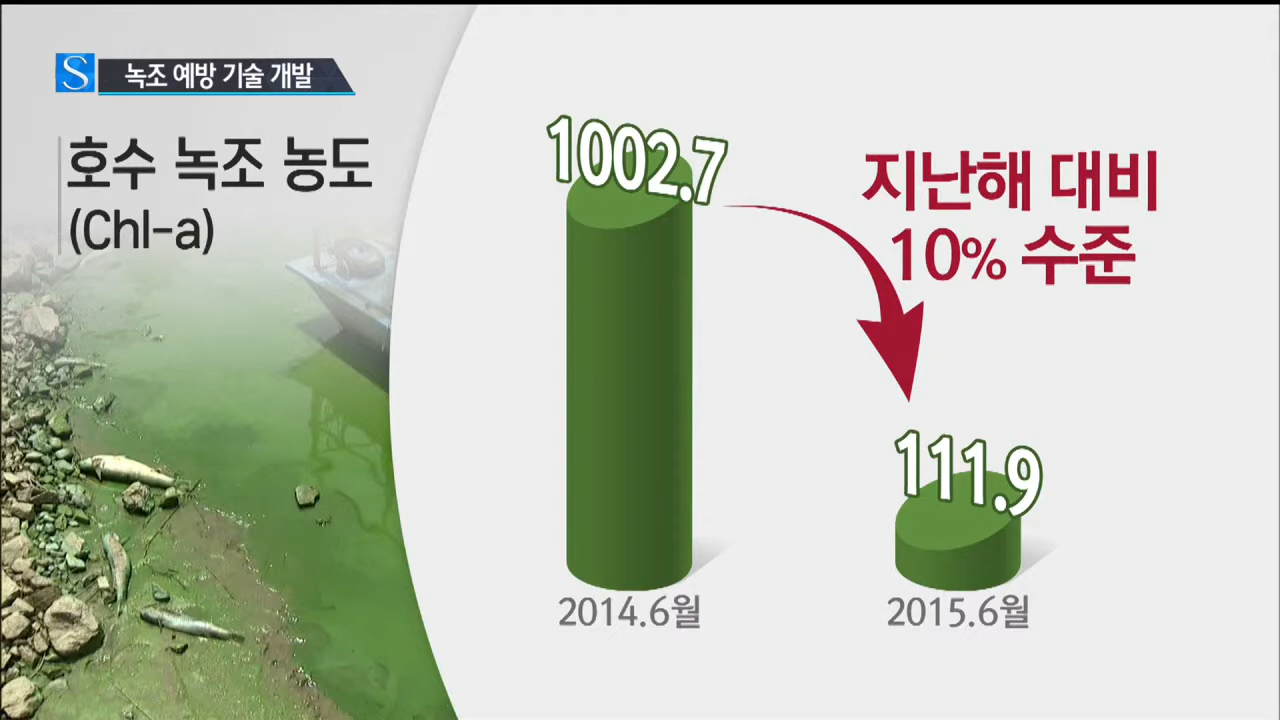 S 녹조 예방 기술 개발
호수 녹조 농도
(Chl-a)
1002.7
지난해 대비
10% 수준
111.9
2014.6월
2015.6월